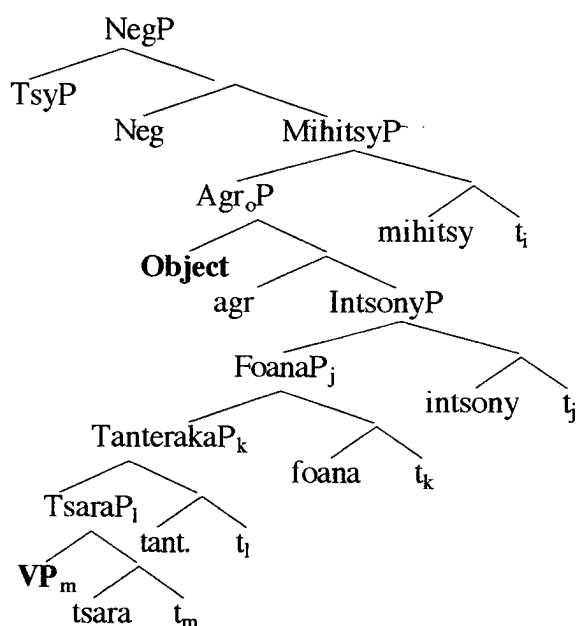 NegP
TsyP
Neg MihitsyP
AgroP
mihitsy ti
Object
agr IntsonyP
FoanaPj
intsony tj
TanterakaPk
foana tk
TsaraPl tant. tl
VPm
tsara tm